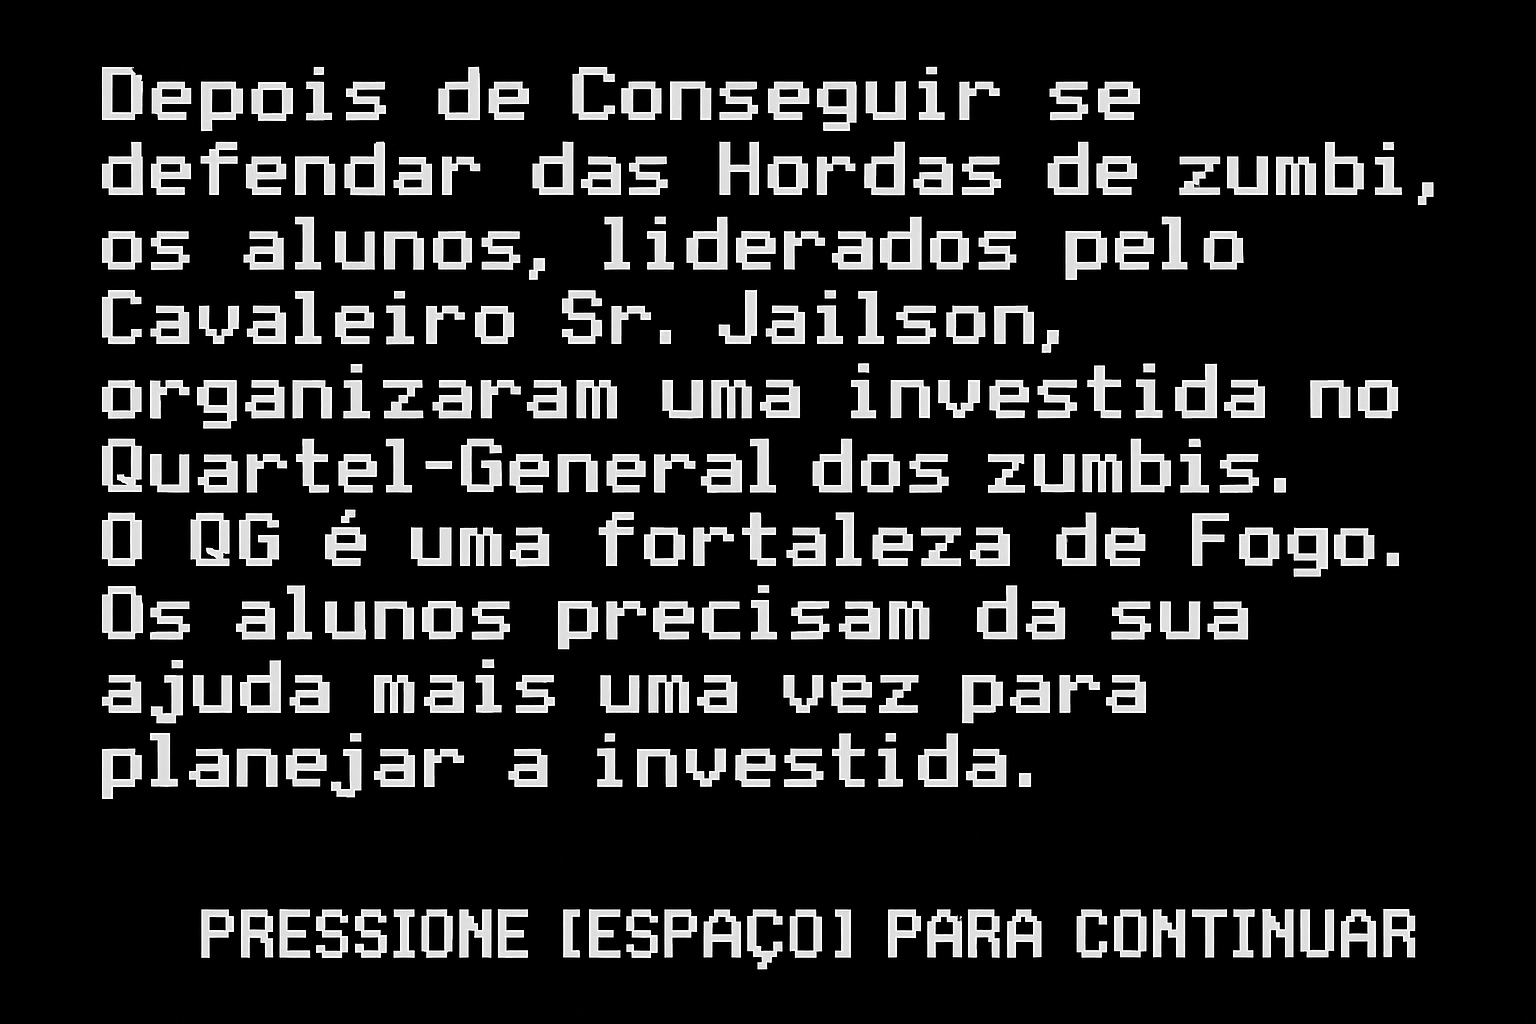 Depois de Conseguir se
defendar das Hordas de zumbi,
os alunos, liderados pelo
Cavaleiro Sr. Jailson,
organizaram uma investida no
Quartel-General dos zumbis.
O QG é uma fortaleza de Fogo.
Os alunos precisam da sua
ajuda mais uma vez para
planejar a investida.
PRESSIONE [ESPAÇO] PARA CONTINUAR